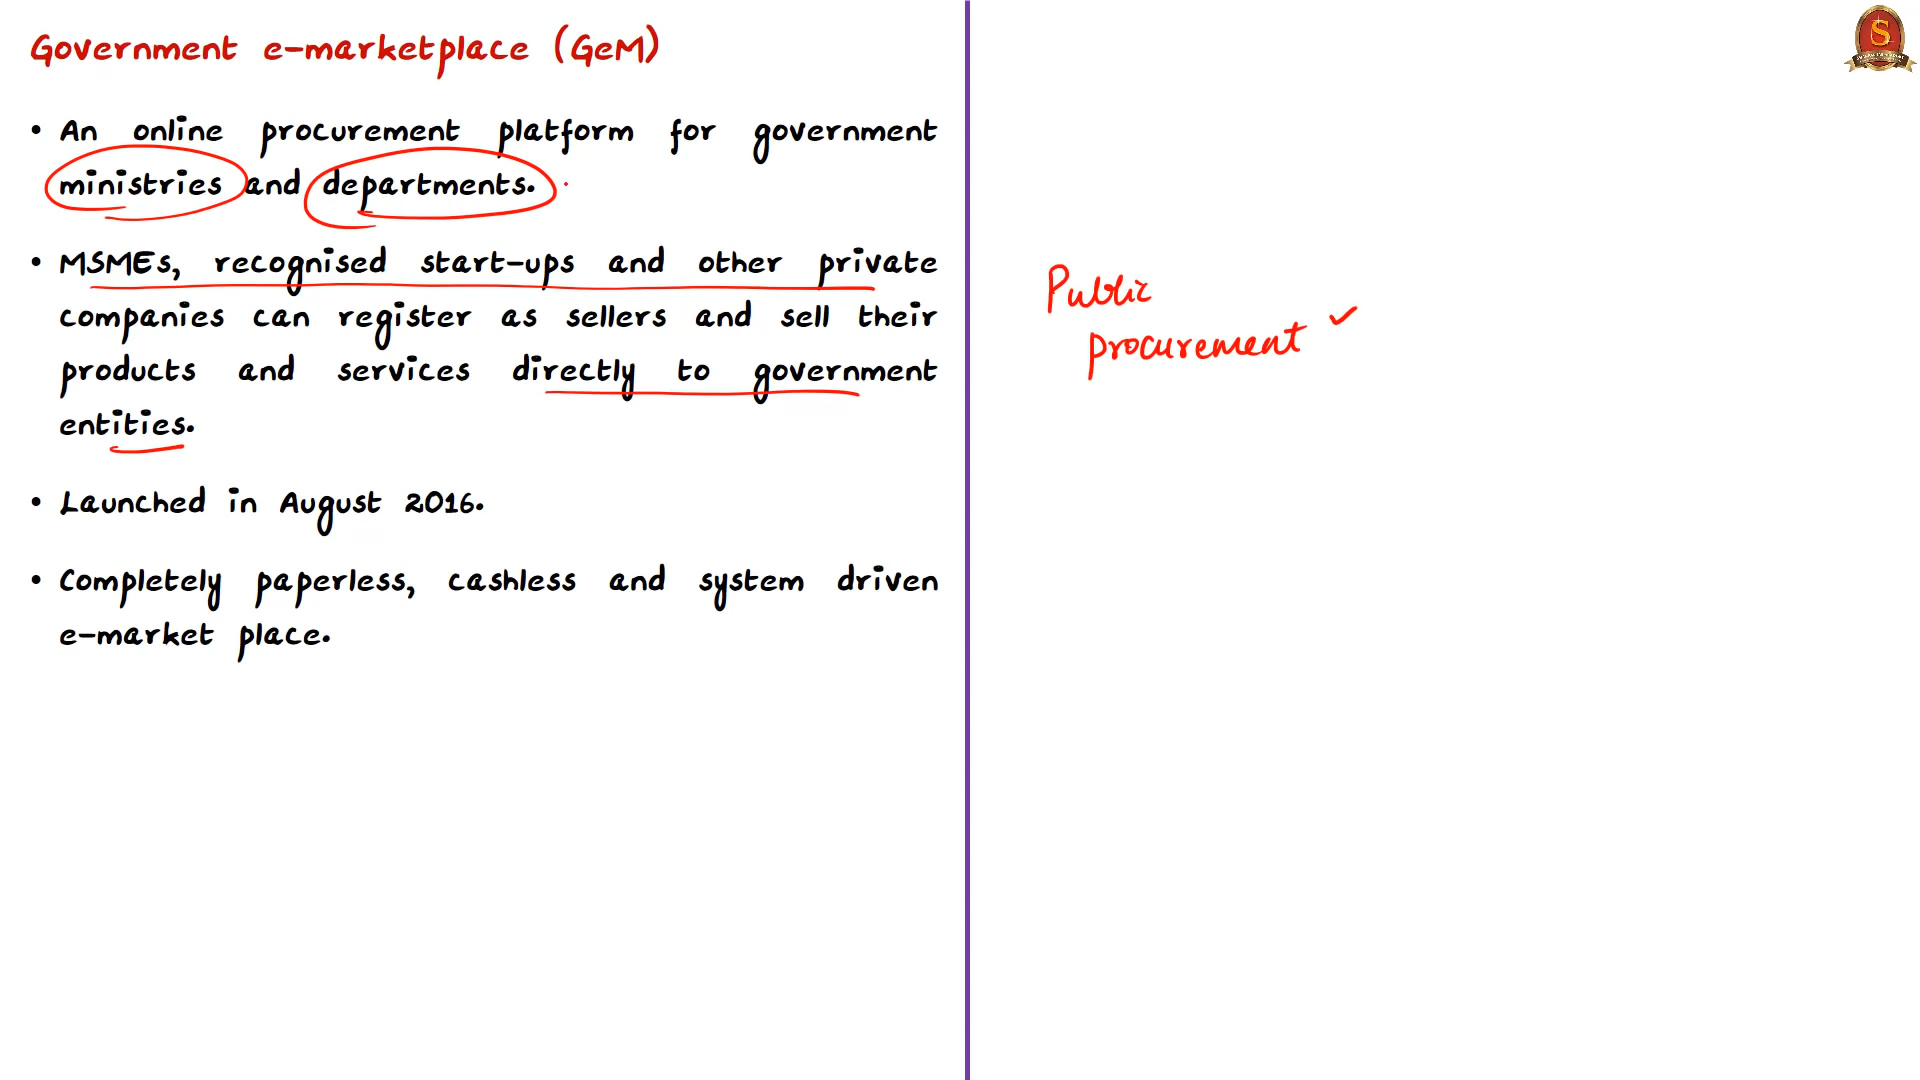 Government e-marketplace (GeM)
• An online procurement platform for government
ministries and departments.
• MSMEs, recognised start-ups and other private
companies can register as sellers and sell their
products and services directly to government
entities.
• Launched in August 2016.
• Completely paperless, cashless and system driven
e-market place.
Public
procurement ✓
S